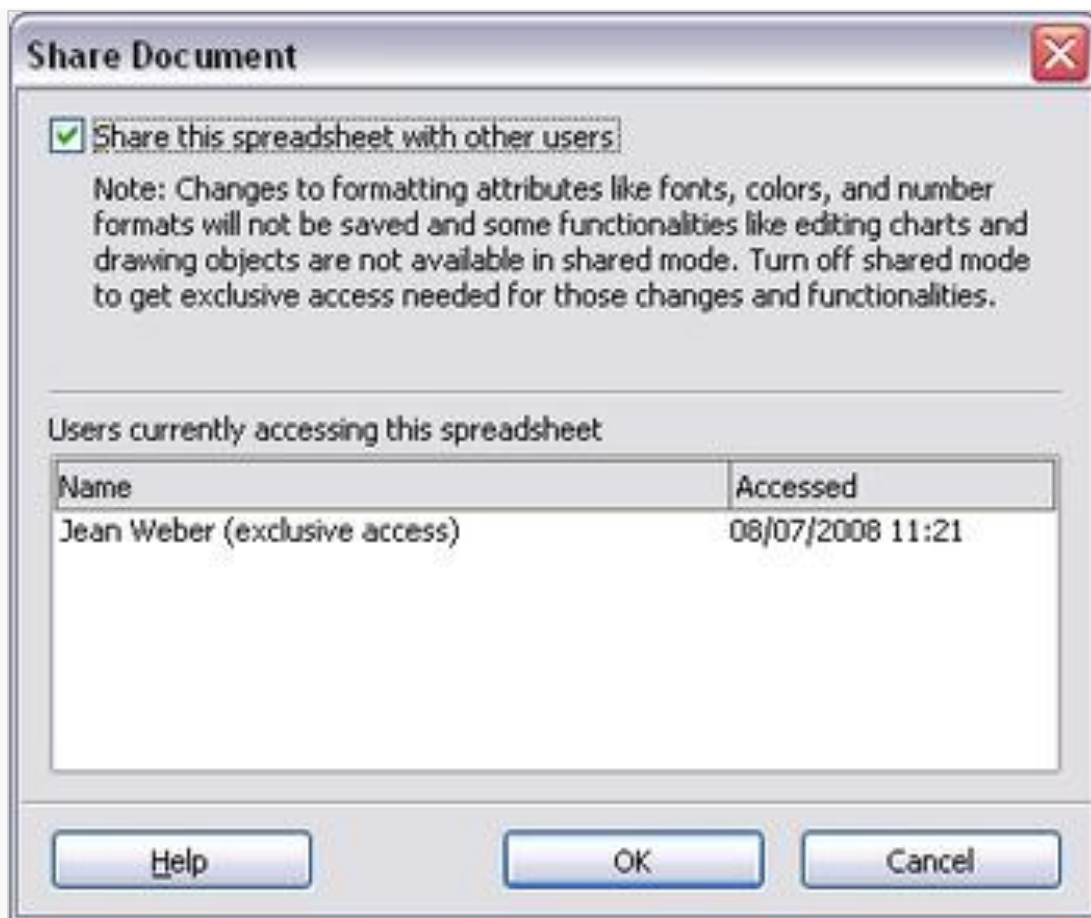 Share Document
Share this spreadsheet with other users
Note: Changes to formatting attributes like fonts, colors, and number
formats will not be saved and some functionalities like editing charts and
drawing objects are not available in shared mode. Turn off shared mode
to get exclusive access needed for those changes and functionalities.
Users currently accessing this spreadsheet
Name Accessed
Jean Weber (exclusive access) 08/07/2008 11:21
Help OK Cancel